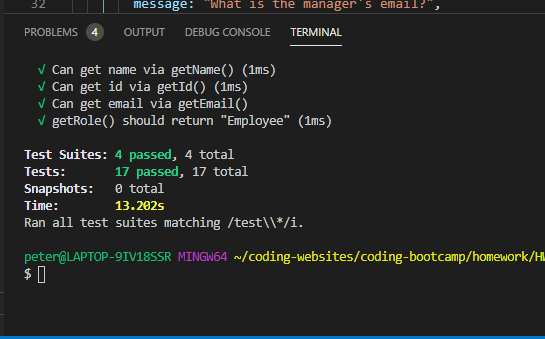 32 message: "What is the manager's email?",
PROBLEMS 4 OUTPUT DEBUG CONSOLE TERMINAL
√ Can get name via getName() (1ms)
√ Can get id via getId() (1ms)
√ Can get email via getEmail()
√ getRole() should return "Employee" (1ms)
Test Suites: 4 passed, 4 total
Tests: 17 passed, 17 total
Snapshots: 0 total
Time: 13.202s
Ran all test suites matching /test\\*/i.
peter@LAPTOP-9IV18SSR MINGW64 ~/coding-websites/coding-bootcamp/homework/
$